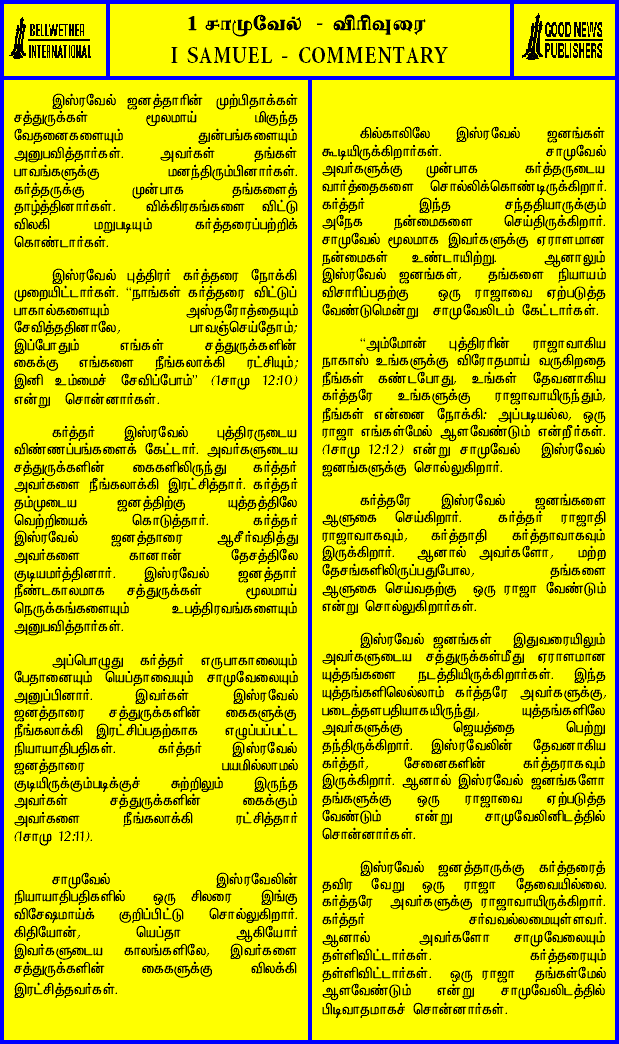 BELLWETHER
INTERNATIONAL
1 சாமுவேல் - விரிவுரை
I SAMUEL - COMMENTARY
GOOD NEWS
PUBLISHERS
இஸ்ரவேல் ஜனத்தாரின் முற்பிதாக்கள்
சத்துருக்கள் மூலமாய் மிகுந்த
வேதனைகளையும் துன்பங்களையும்
அனுபவித்தார்கள். அவர்கள் தங்கள்
பாவங்களுக்கு மனந்திரும்பினார்கள்.
கர்த்தருக்கு முன்பாக தங்களைத்
தாழ்த்தினார்கள். விக்கிரகங்களை விட்டு
விலகி மறுபடியும் கர்த்தரைப்பற்றிக்
கொண்டார்கள்.
இஸ்ரவேல் புத்திரர் கர்த்தரை நோக்கி
முறையிட்டார்கள். “நாங்கள் கர்த்தரை விட்டுப்
பாகால்களையும் அஸ்தரோத்தையும்
சேவித்ததினாலே, பாவஞ்செய்தோம்;
இப்போதும் எங்கள் சத்துருக்களின்
கைக்கு எங்களை நீங்கலாக்கி ரட்சியும்;
இனி உம்மைச் சேவிப்போம்” (1சாமு 12:10)
என்று சொன்னார்கள்.
கர்த்தர் இஸ்ரவேல் புத்திரருடைய
விண்ணப்பங்களைக் கேட்டார். அவர்களுடைய
சத்துருக்களின் கைகளிலிருந்து கர்த்தர்
அவர்களை நீங்கலாக்கி இரட்சித்தார். கர்த்தர்
தம்முடைய ஜனத்திற்கு யுத்தத்திலே
வெற்றியைக் கொடுத்தார். கர்த்தர்
இஸ்ரவேல் ஜனத்தாரை ஆசீர்வதித்து
அவர்களை கானான் தேசத்திலே
குடியமர்த்தினார். இஸ்ரவேல் ஜனத்தார்
நீண்டகாலமாக சத்துருக்கள் மூலமாய்
நெருக்கங்களையும் உபத்திரவங்களையும்
அனுபவித்தார்கள்.
அப்பொழுது கர்த்தர் எருபாகாலையும்
பேதானையும் யெப்தாவையும் சாமுவேலையும்
அனுப்பினார். இவர்கள் இஸ்ரவேல்
ஜனத்தாரை சத்துருக்களின் கைகளுக்கு
நீங்கலாக்கி இரட்சிப்பதற்காக எழுப்பப்பட்ட
நியாயாதிபதிகள். கர்த்தர் இஸ்ரவேல்
ஜனத்தாரை பயமில்லாமல்
குடியிருக்கும்படிக்குச் சுற்றிலும் இருந்த
அவர்கள் சத்துருக்களின் கைக்கும்
அவர்களை நீங்கலாக்கி ரட்சித்தார்
(1சாமு 12:11).
சாமுவேல் இஸ்ரவேலின்
நியாயாதிபதிகளில் ஒரு சிலரை இங்கு
விசேஷமாய்க் குறிப்பிட்டு சொல்லுகிறார்.
கிதியோன், யெப்தா ஆகியோர்
இவர்களுடைய காலங்களிலே, இவர்களை
சத்துருக்களின் கைகளுக்கு விலக்கி
இரட்சித்தவர்கள்.
கில்காலிலே இஸ்ரவேல் ஜனங்கள்
கூடியிருக்கிறார்கள். சாமுவேல்
அவர்களுக்கு முன்பாக கர்த்தருடைய
வார்த்தைகளை சொல்லிக்கொண்டிருக்கிறார்.
கர்த்தர் இந்த சந்ததியாருக்கும்
அநேக நன்மைகளை செய்திருக்கிறார்.
சாமுவேல் மூலமாக இவர்களுக்கு ஏராளமான
நன்மைகள் உண்டாயிற்று. ஆனாலும்
இஸ்ரவேல் ஜனங்கள், தங்களை நியாயம்
விசாரிப்பதற்கு ஒரு ராஜாவை ஏற்படுத்த
வேண்டுமென்று சாமுவேலிடம் கேட்டார்கள்.
“அம்மோன் புத்திரரின் ராஜாவாகிய
நாகாஸ் உங்களுக்கு விரோதமாய் வருகிறதை
நீங்கள் கண்டபோது, உங்கள் தேவனாகிய
கர்த்தரே உங்களுக்கு ராஜாவாயிருந்தும்,
நீங்கள் என்னை நோக்கி: அப்படியல்ல, ஒரு
ராஜா எங்கள்மேல் ஆளவேண்டும் என்றீர்கள்.
(1சாமு 12:12) என்று சாமுவேல் இஸ்ரவேல்
ஜனங்களுக்கு சொல்லுகிறார்.
கர்த்தரே இஸ்ரவேல் ஜனங்களை
ஆளுகை செய்கிறார். கர்த்தர் ராஜாதி
ராஜாவாகவும், கர்த்தாதி கர்த்தாவாகவும்
இருக்கிறார். ஆனால் அவர்களோ, மற்ற
தேசங்களிலிருப்பதுபோல, தங்களை
ஆளுகை செய்வதற்கு ஒரு ராஜா வேண்டும்
என்று சொல்லுகிறார்கள்.
இஸ்ரவேல் ஜனங்கள் இதுவரையிலும்
அவர்களுடைய சத்துருக்கள்மீது ஏராளமான
யுத்தங்களை நடத்தியிருக்கிறார்கள். இந்த
யுத்தங்களிலெல்லாம் கர்த்தரே அவர்களுக்கு,
படைத்தளபதியாகயிருந்து, யுத்தங்களிலே
அவர்களுக்கு ஜெயத்தை பெற்று
தந்திருக்கிறார். இஸ்ரவேலின் தேவனாகிய
கர்த்தர், சேனைகளின் கர்த்தராகவும்
இருக்கிறார். ஆனால் இஸ்ரவேல் ஜனங்களோ
தங்களுக்கு ஒரு ராஜாவை ஏற்படுத்த
வேண்டும் என்று சாமுவேலினிடத்தில்
சொன்னார்கள்.
இஸ்ரவேல் ஜனத்தாருக்கு கர்த்தரைத்
தவிர வேறு ஒரு ராஜா தேவையில்லை.
கர்த்தரே அவர்களுக்கு ராஜாவாயிருக்கிறார்.
கர்த்தர் சர்வவல்லமையுள்ளவர்.
ஆனால் அவர்களோ சாமுவேலையும்
தள்ளிவிட்டார்கள். கர்த்தரையும்
தள்ளிவிட்டார்கள். ஒரு ராஜா தங்கள்மேல்
ஆளவேண்டும் என்று சாமுவேலிடத்தில்
பிடிவாதமாகச் சொன்னார்கள்.